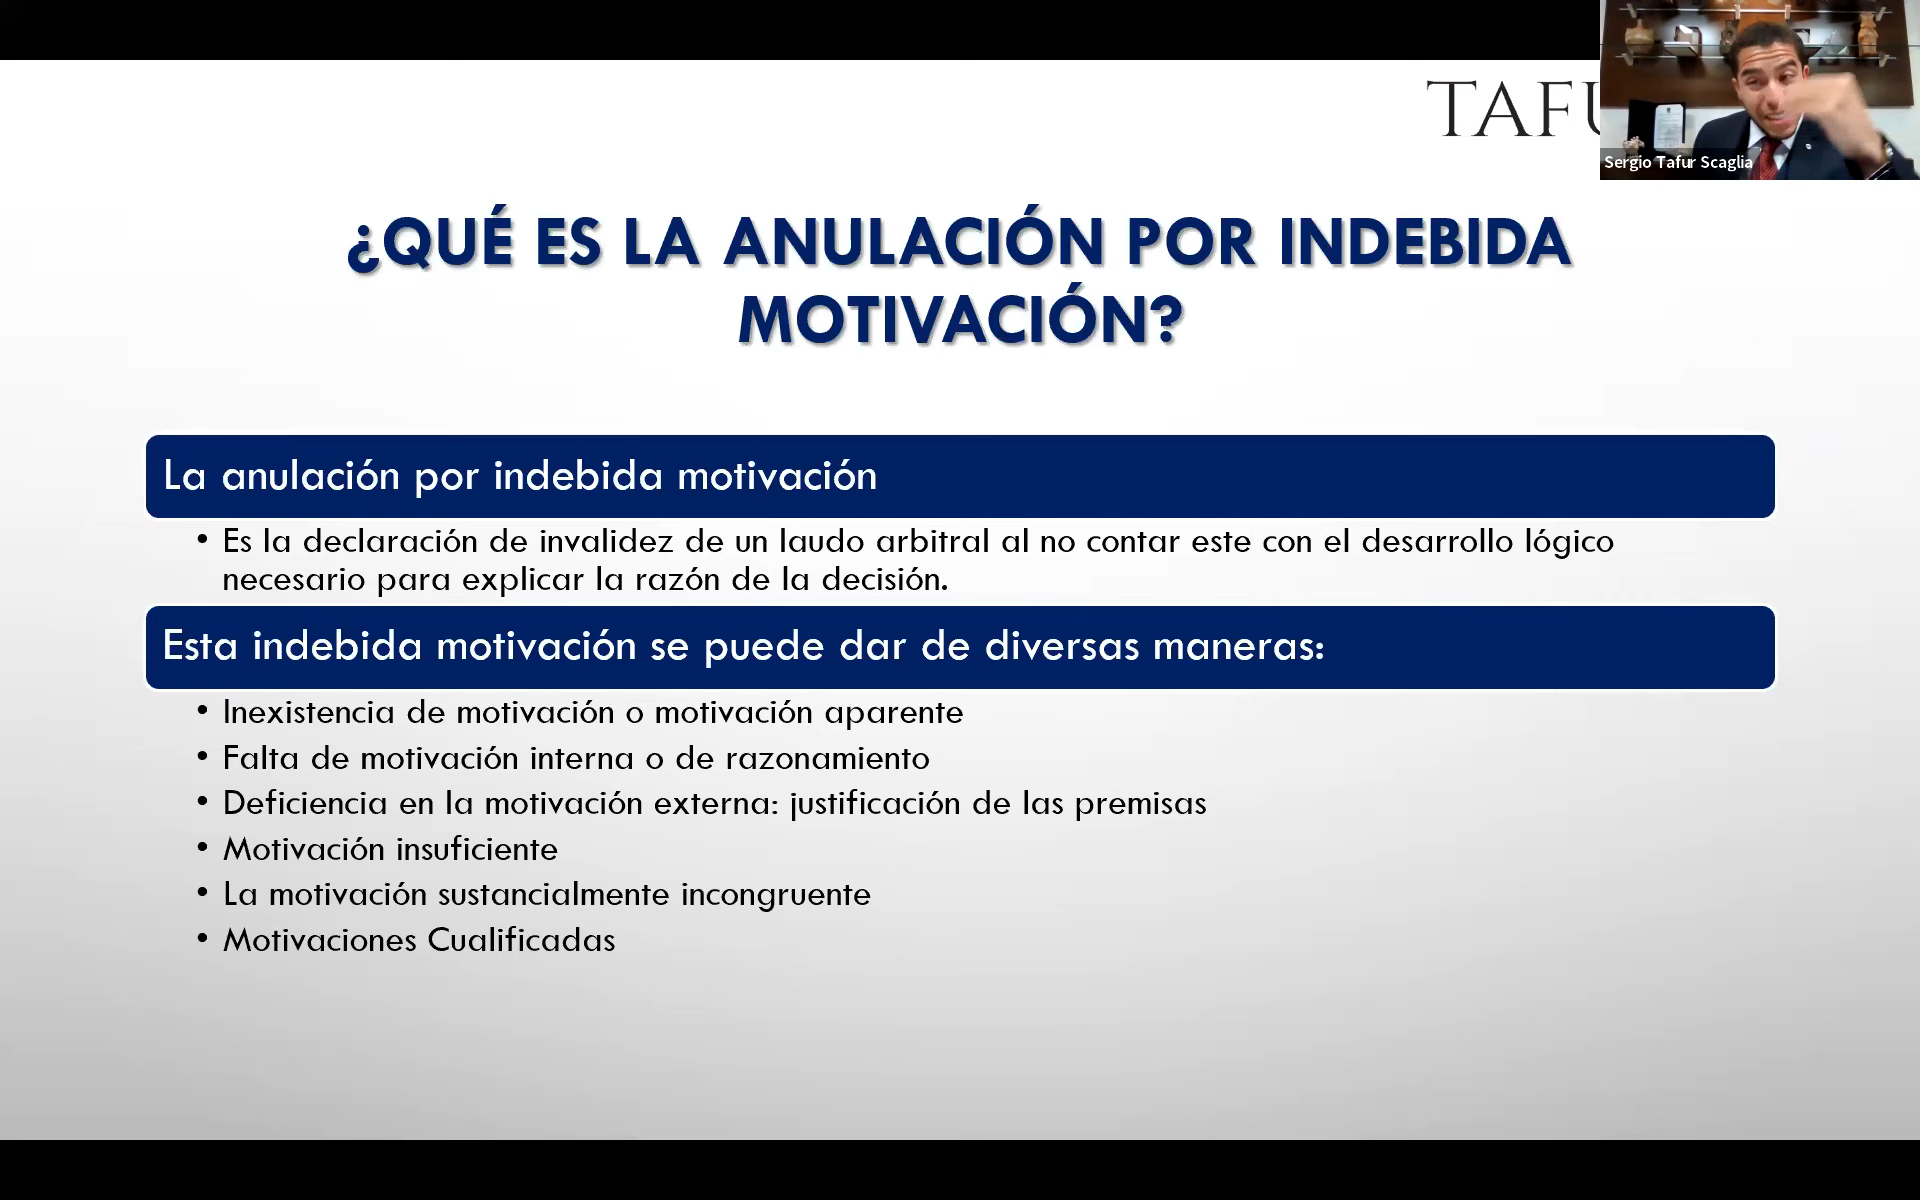 TAFU
Sergio Tafur Scaglia
¿QUÉ ES LA ANULACIÓN POR INDEBIDA
MOTIVACIÓN?
La anulación por indebida motivación
• Es la declaración de invalidez de un laudo arbitral al no contar este con el desarrollo lógico
necesario para explicar la razón de la decisión.
Esta indebida motivación se puede dar de diversas maneras:
• Inexistencia de motivación o motivación aparente
• Falta de motivación interna o de razonamiento
• Deficiencia en la motivación externa: justificación de las premisas
• Motivación insuficiente
• La motivación sustancialmente incongruente
• Motivaciones Cualificadas